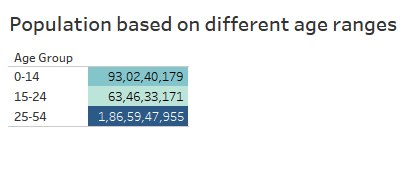 Population based on different age ranges
Age Group
0-14 93,02,40,179
15-24 63,46,33,171
25-54 1,86,59,47,955